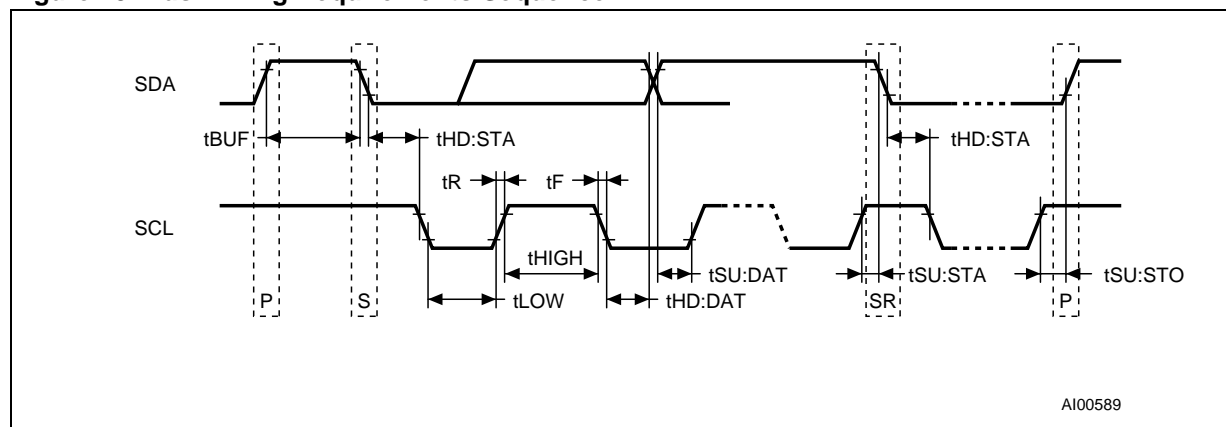 SDA
tBUF
tHD:STA
tHD:STA
tR
tF
SCL
tHIGH
tSU:DAT
tSU:STA
tSU:STO
P
S
tLOW
tHD:DAT
SR
P
AI00589